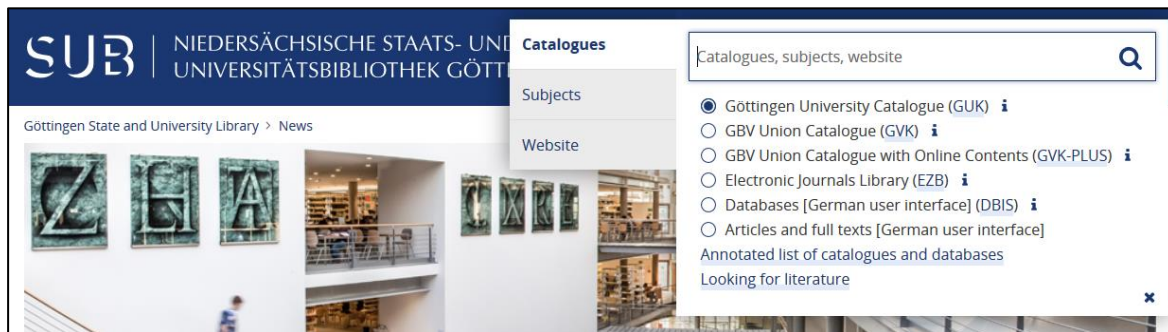 SUB
NIEDERSÄCHSISCHE STAATS- UND
UNIVERSITÄTSBIBLIOTHEK
Göttingen State and University Library > News
ZHA
Catalogues
Subjects
Website
Catalogues, subjects, website
Göttingen University Catalogue (GUK) i
GBV Union Catalogue (GVK) i
GBV Union Catalogue with Online Contents (GVK-PLUS) i
Electronic Journals Library (EZB) i
Databases [German user interface] (DBIS) i
Articles and full texts [German user interface]
Annotated list of catalogues and databases
Looking for literature